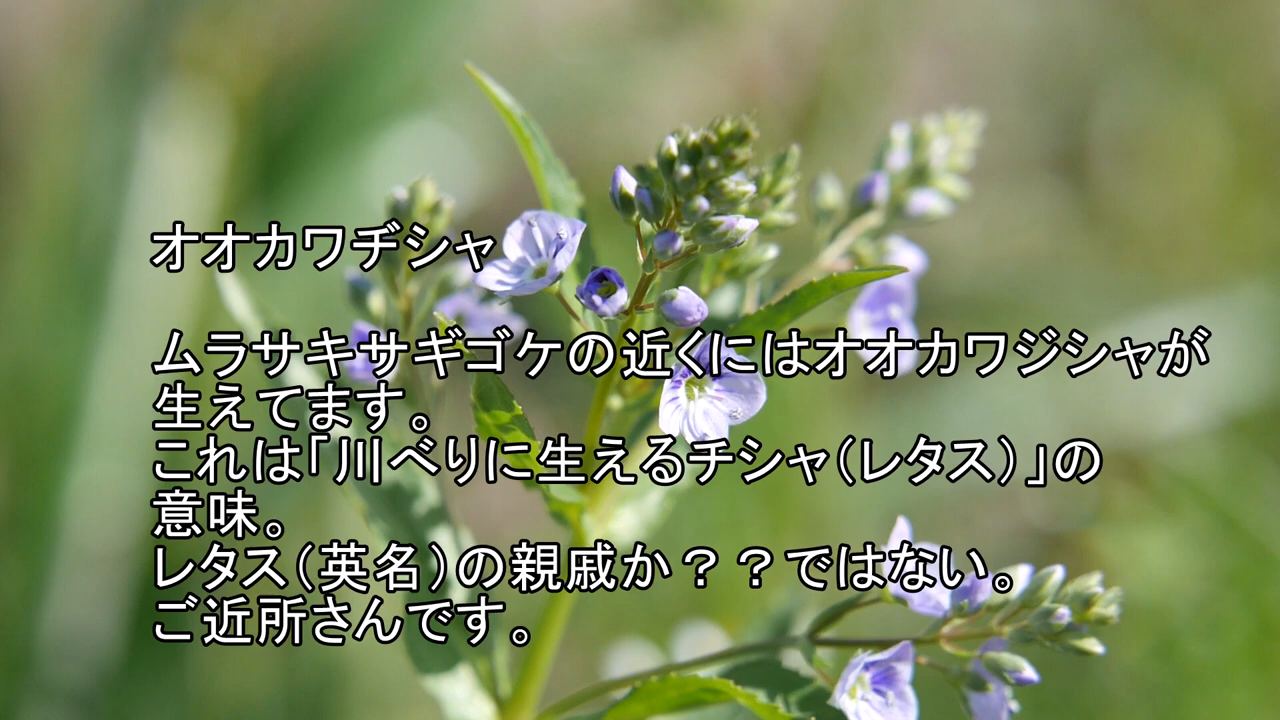 オオカワヂシャ
ムラサキサギゴケの近くにはオオカワジシャが
生えてます。
これは「川べりに生えるチシャ（レタス）」の
意味。
レタス（英名）の親戚か？？ではない。
ご近所さんです。